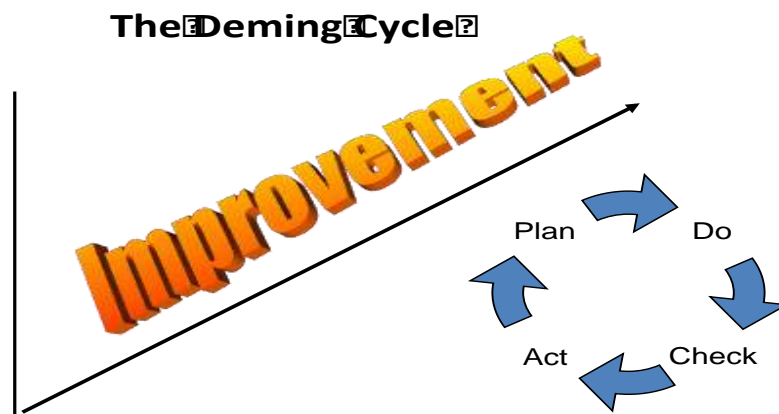 The⍰Deming⍰Cycle⍰
Improvement
Plan
Do
Act
Check